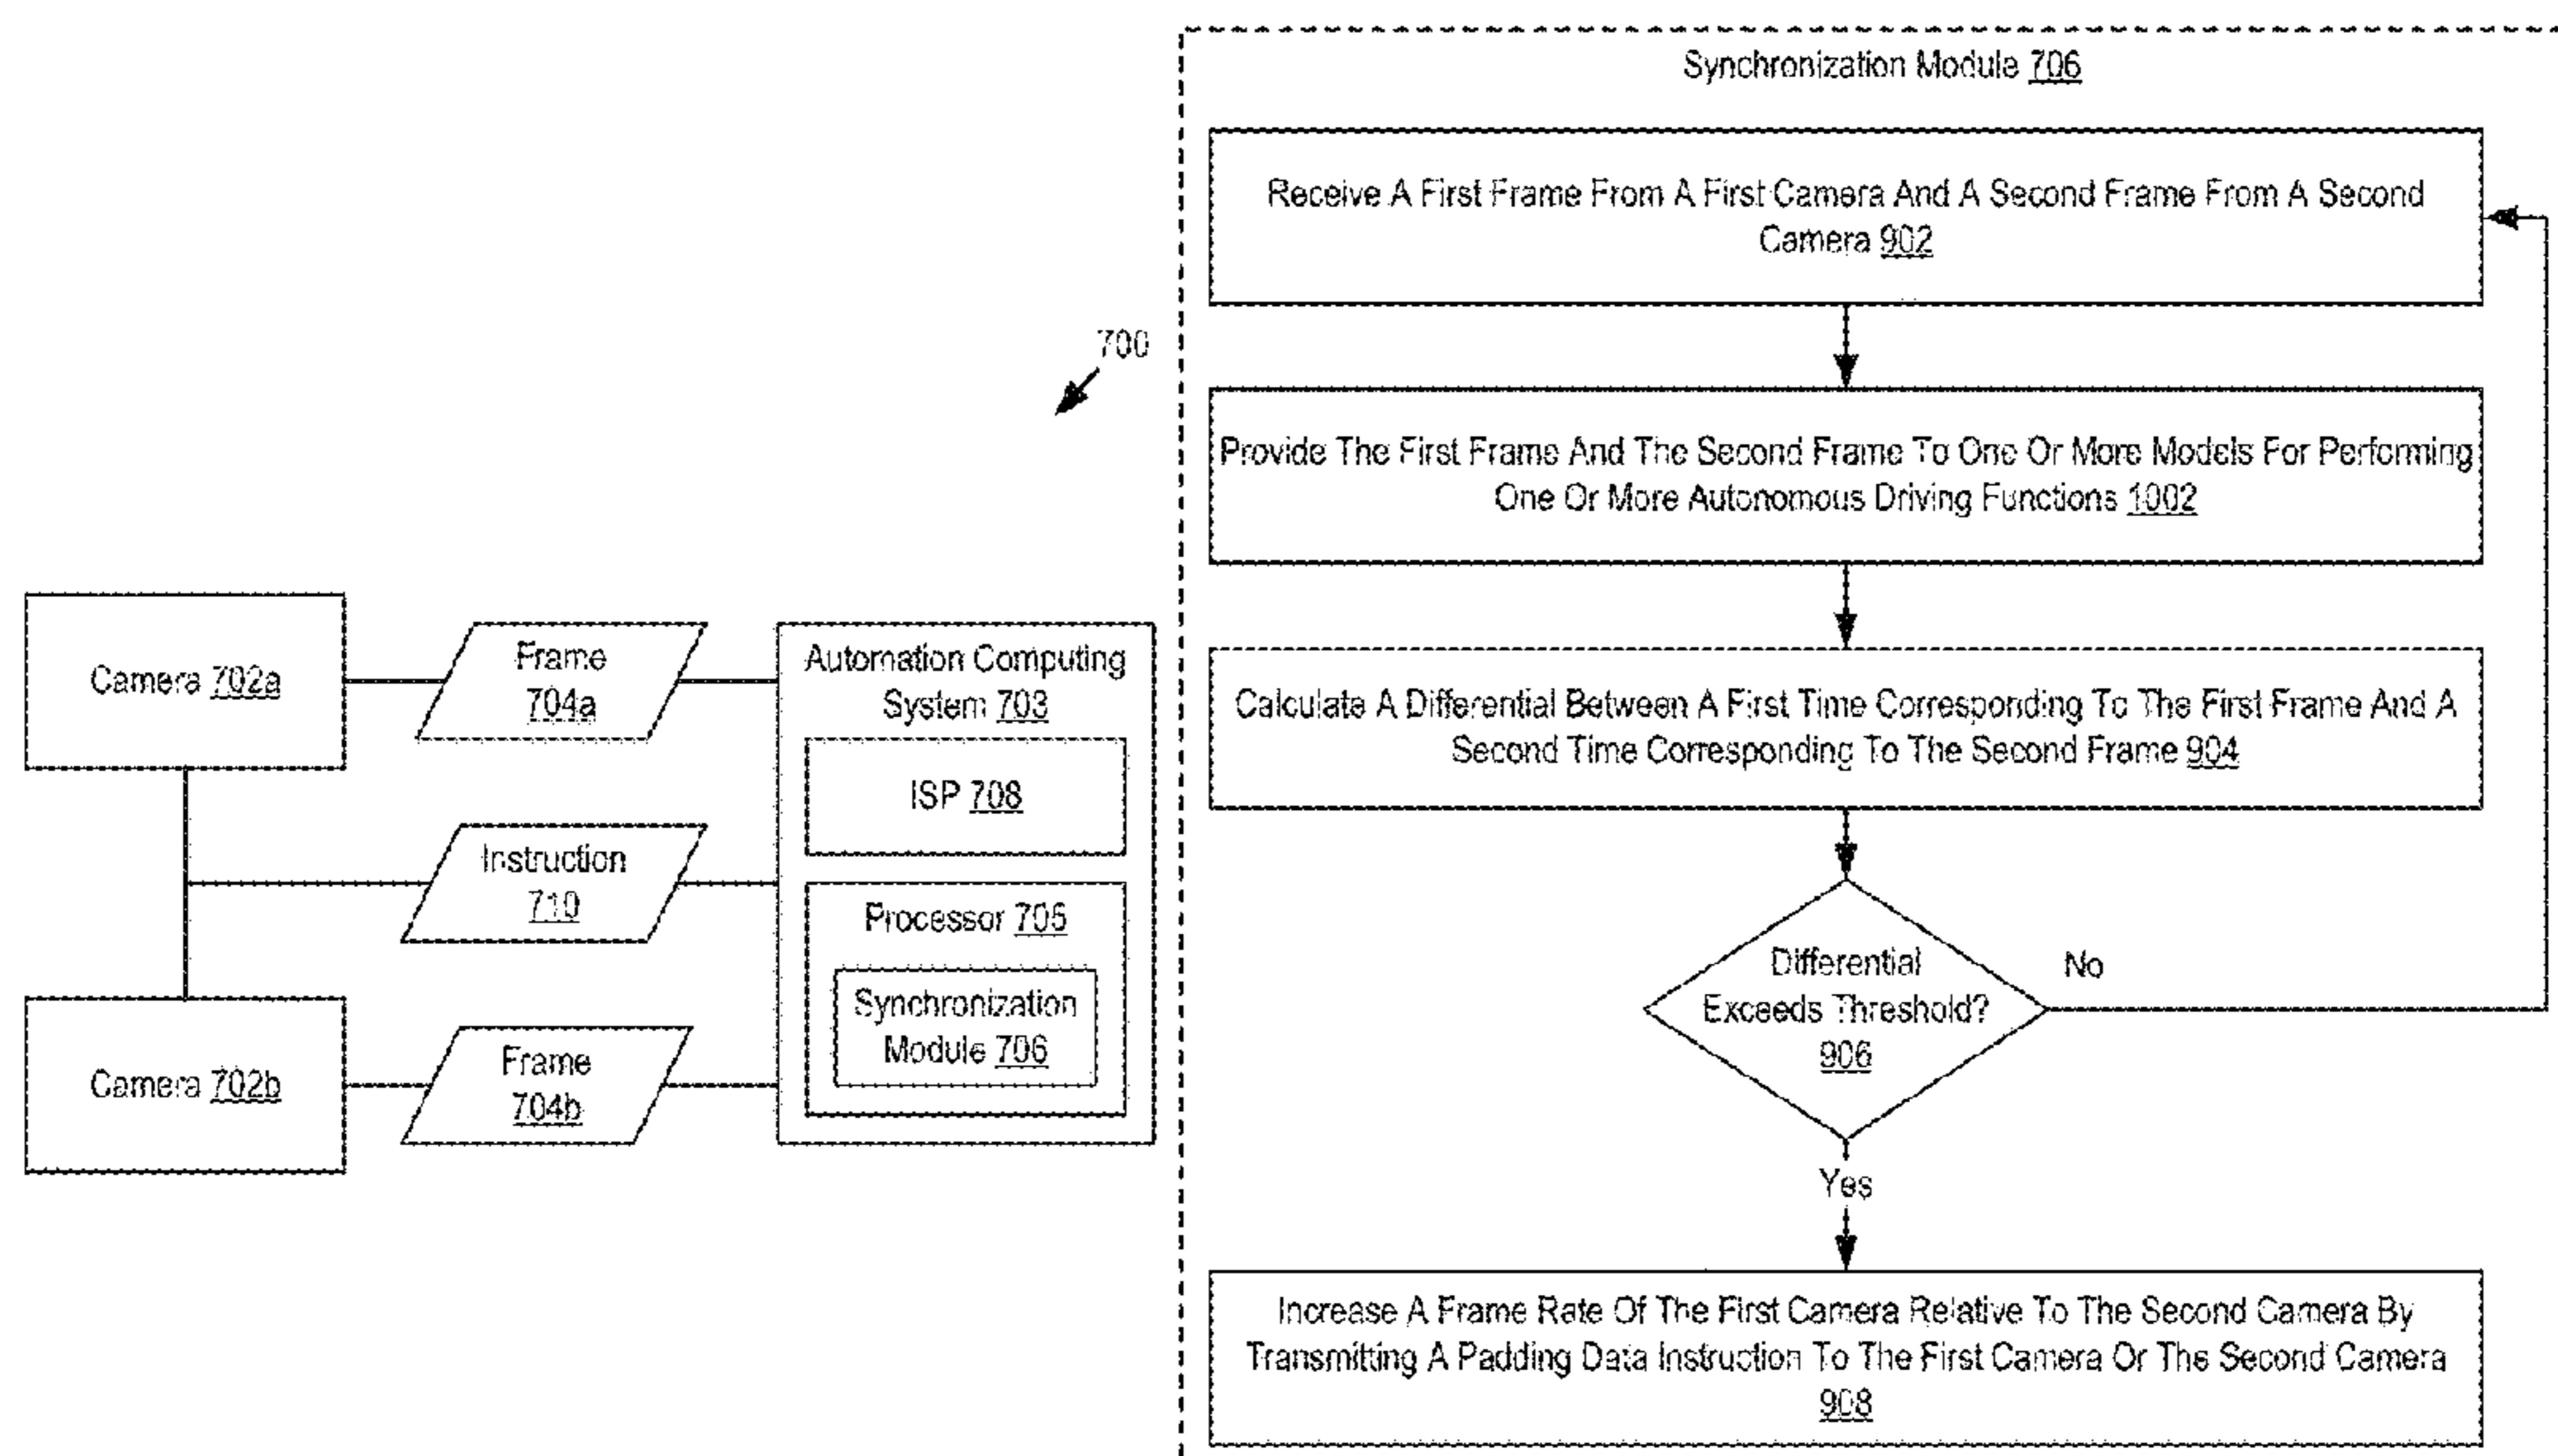 700
Camera 702a
Frame
704a
Instruction
710
Camera 702b
Frame
704b
Automation Computing
System 703
ISP 708
Processor 705
Synchronization
Module 706
Synchronization Module 706
Receive A First Frame From A First Camera And A Second Frame From A Second
Camera 902
Provide The First Frame And The Second Frame To One Or More Models For Performing
One Or More Autonomous Driving Functions 1002
Calculate A Differential Between A First Time Corresponding To The First Frame And A
Second Time Corresponding To The Second Frame 904
Differential
Exceeds Threshold?
906
No
Yes
Increase A Frame Rate Of The First Camera Relative To The Second Camera By
Transmitting A Padding Data Instruction To The First Camera Or The Second Camera
908